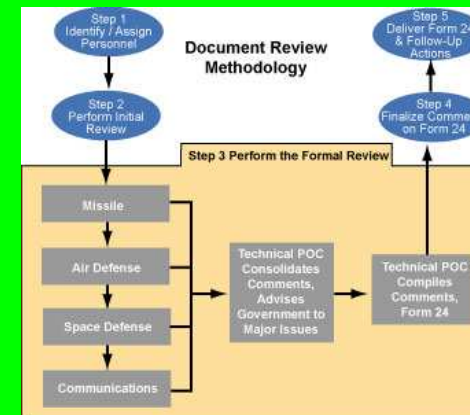 Step 1
Identify / Assign
Personnel
Document Review
Methodology
Step 5
Deliver Form 24
& Follow-Up
Actions
Step 2
Perform Initial
Review
Step 4
Finalize
on Form 24
Step 3 Perform the Formal Review
Missile
Air Defense
Space Defense
Communications
Technical POC
Consolidates
Comments,
Advises
Government to
Major Issues
Technical POC
Compiles
Comments,
Form 24